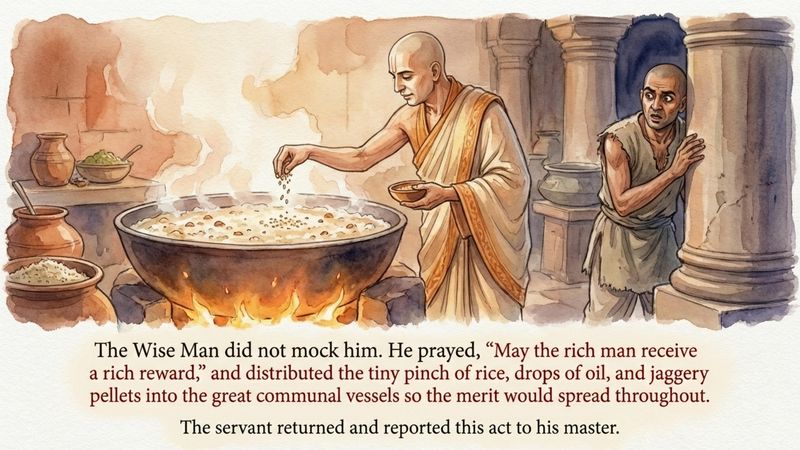 The Wise Man did not mock him. He prayed, “May the rich man receive
a rich reward,” and distributed the tiny pinch of rice, drops of oil, and jaggery
pellets into the great communal vessels so the merit would spread throughout.
The servant returned and reported this act to his master.